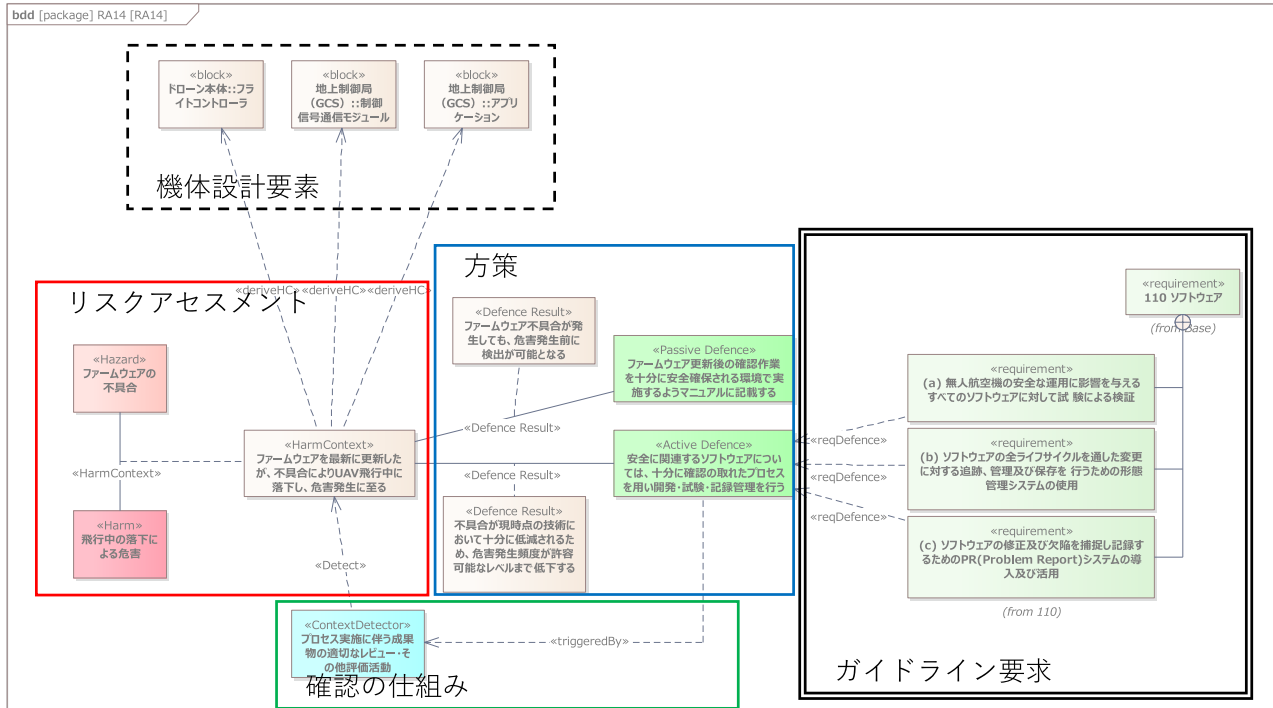 bdd [package] RA14 [RA14]
«block»
ドローン本体::フラ
イトコントローラ
«block»
地上制御局
（GCS）::制御
信号通信モジュール
«block»
地上制御局
（GCS）::アプリ
ケーション
機体設計要素
«deriveHC»
«deriveHC»
«deriveHC»
リスクアセスメント
«Hazard»
ファームウェアの
不具合
«HarmContext»
«Harm»
飛行中の落下に
よる危害
«HarmContext»
ファームウェアを最新に更新した
が、不具合によりUAV飛行中に
落下し、危害発生に至る
«Detect»
方策
«Defence Result»
ファームウェア不具合が発
生しても、危害発生前に
検出が可能となる
«Passive Defence»
ファームウェア更新後の確認作業
を十分に安全確保される環境で実
施するようマニュアルに記載する
«Defence Result»
«Active Defence»
安全に関連するソフトウェアについ
ては、十分に確認の取れたプロセス
を用い開発・試験・記録管理を行う
«Defence Result»
«Defence Result»
不具合が現時点の技術に
おいて十分に低減されるた
め、危害発生頻度が許容
可能なレベルまで低下する
«ContextDetector»
プロセス実施に伴う成果
物の適切なレビュー・そ
の他評価活動
«triggeredBy»
確認の仕組み
«requirement»
110 ソフトウェア
(from Base)
«requirement»
(a) 無人航空機の安全な運用に影響を与える
すべてのソフトウェアに対して試 験による検証
«reqDefence»
«requirement»
(b) ソフトウェアの全ライフサイクルを通した変更
に対する追跡、管理及び保存を 行うための形態
管理システムの使用
«reqDefence»
«requirement»
(c) ソフトウェアの修正及び欠陥を捕捉し記録す
るためのPR(Problem Report)システムの導
入及び活用
«reqDefence»
(from 110)
ガイドライン要求